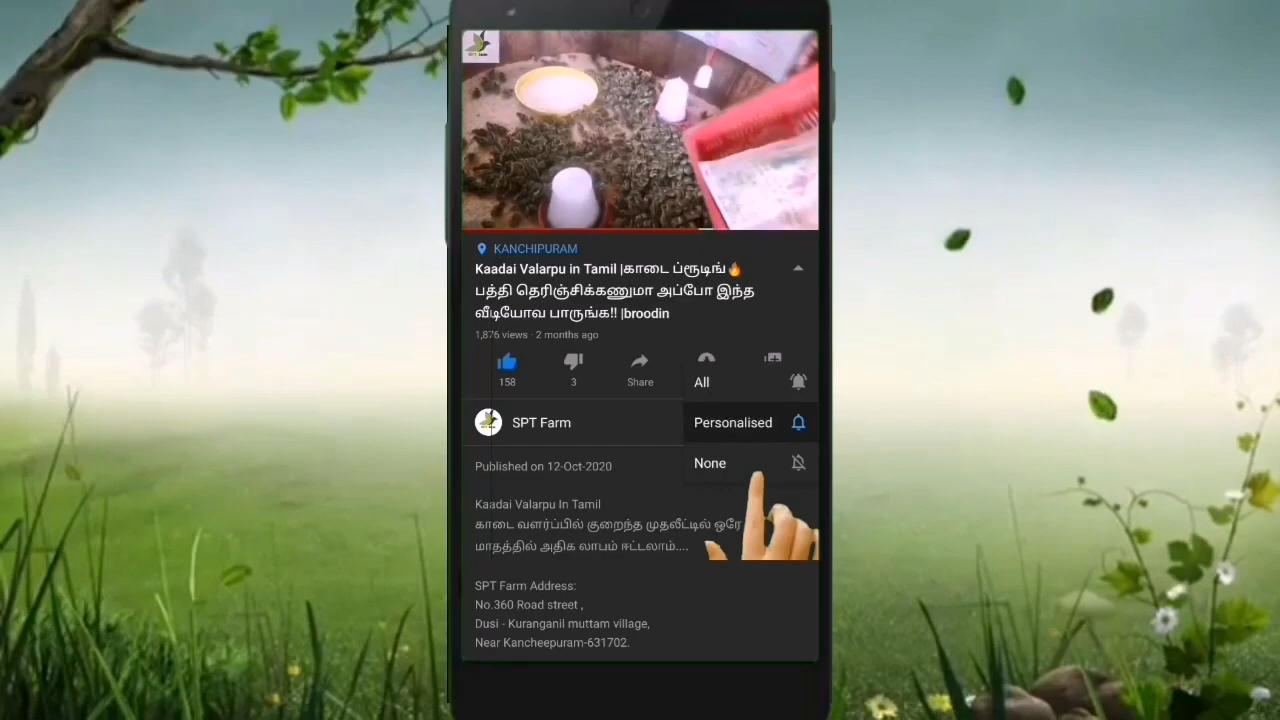 SPT Farm
KANCHIPURAM
Kaadai Valarpu in Tamil |காடை ப்ரூடிங்🔥
பத்தி தெரிஞ்சிக்கணுமா அப்போ இந்த
வீடியோவ பாருங்க!! |broodin
1,876 views · 2 months ago
158
3
Share
All
SPT Farm
Personalised
Published on 12-Oct-2020
None
Kaadai Valarpu In Tamil
காடை வளர்ப்பில் குறைந்த முதலீட்டில் ஒரே
மாதத்தில் அதிக லாபம் ஈட்டலாம்....
SPT Farm Address:
No.360 Road street ,
Dusi - Kuranganil muttam village,
Near Kancheepuram-631702.